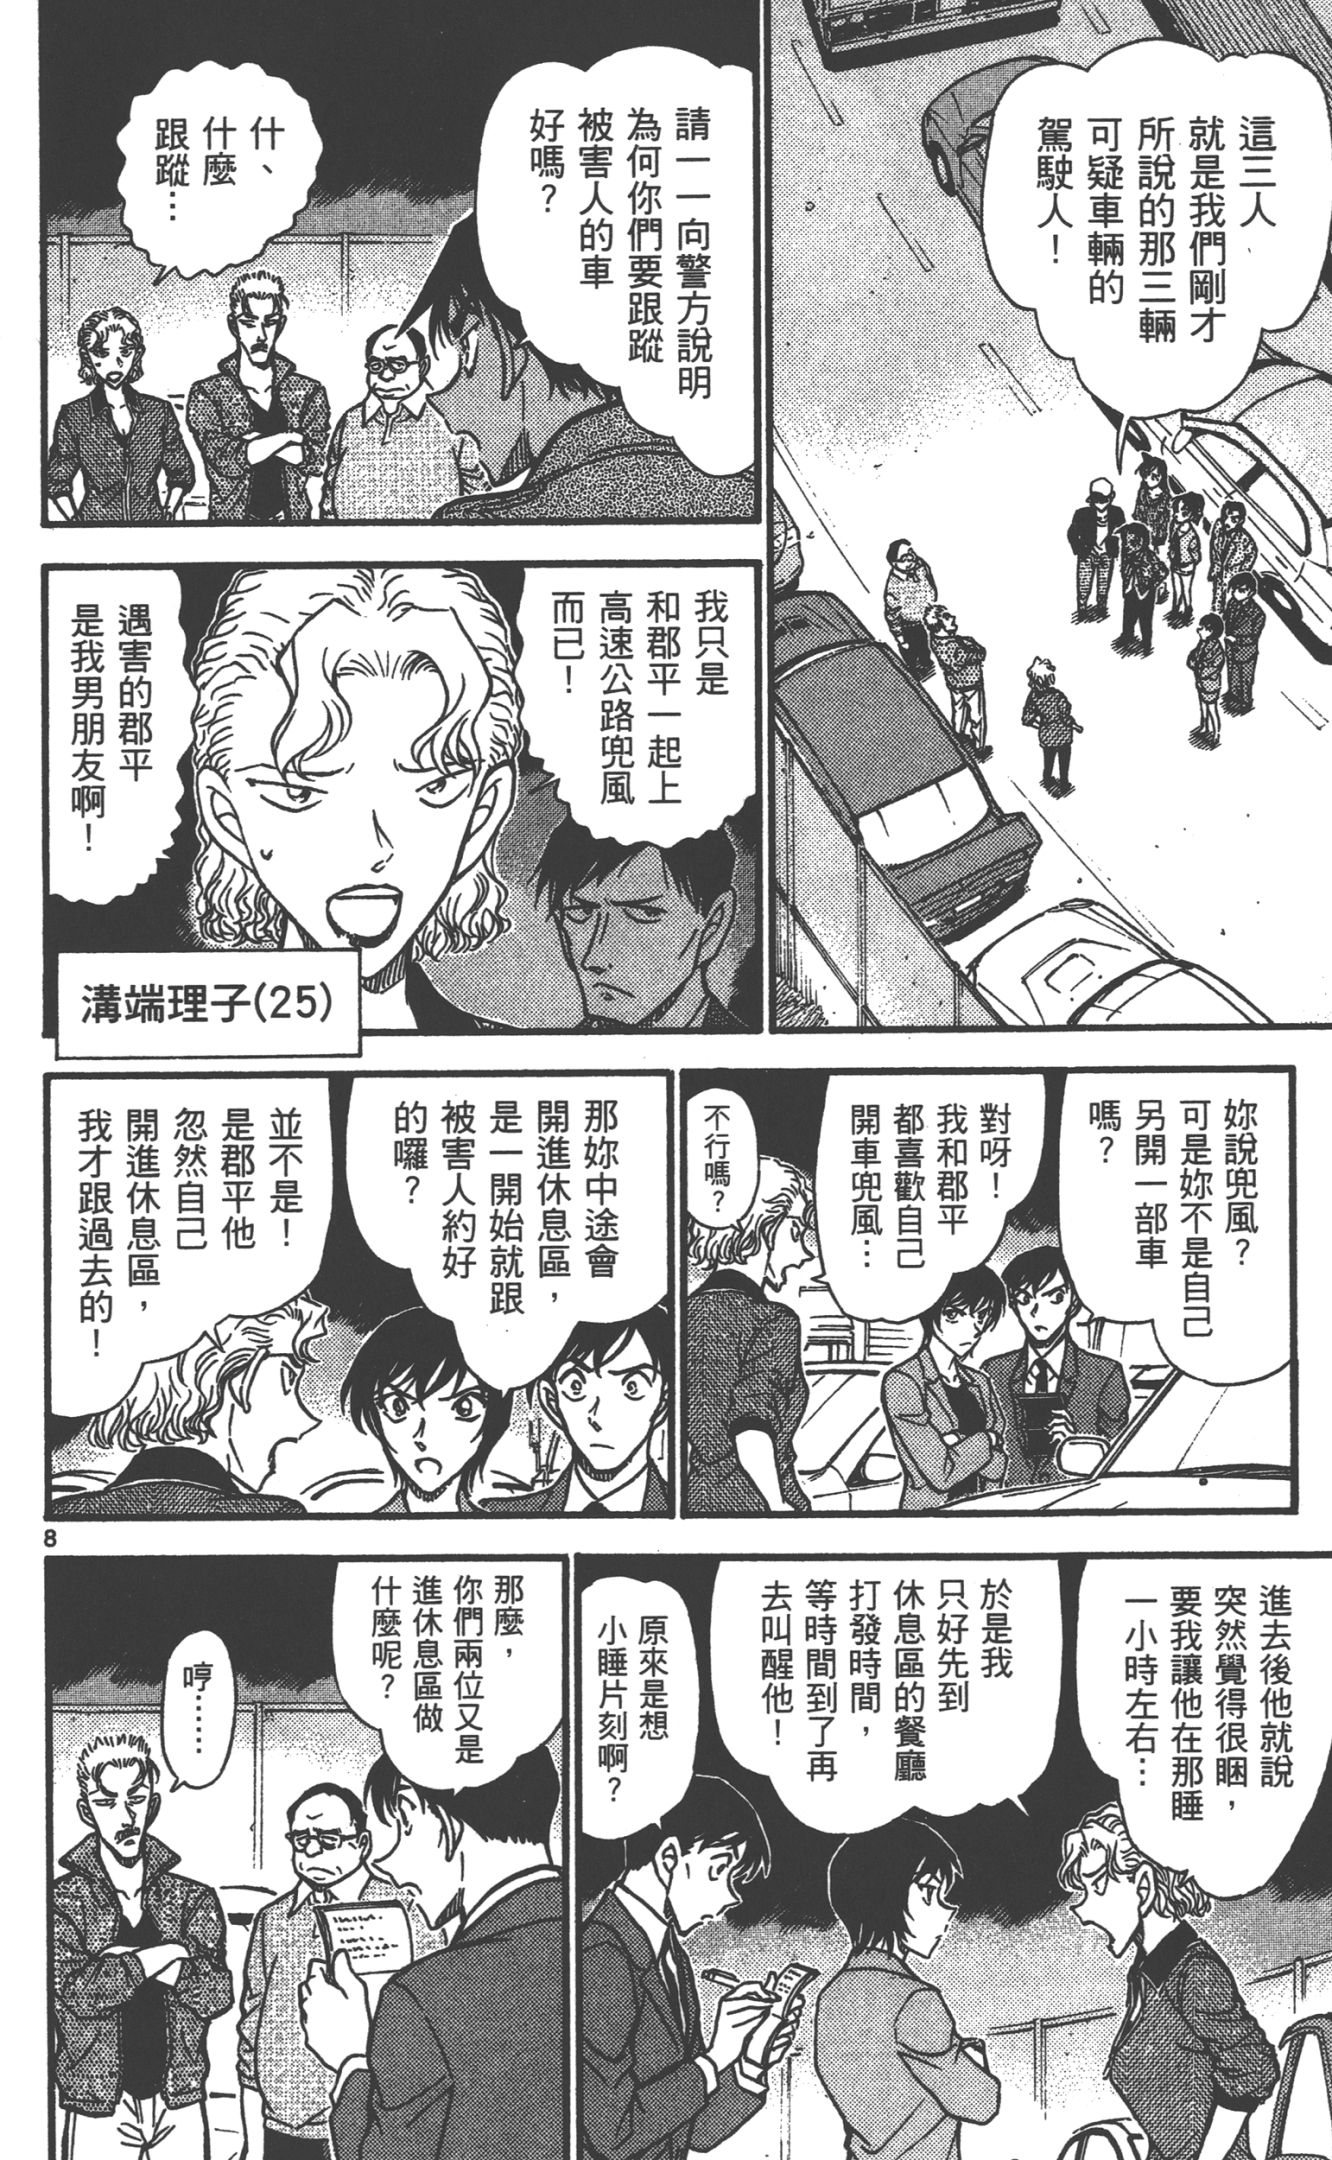 這三人
就是我們剛才
所說的那三輛
可疑車輛的
駕駛人！
請一一向警方說明
為何你們要跟蹤
被害人的車
好嗎？
什、
什麼
跟蹤…
我只是
和郡平一起上
高速公路兜風
而已！
遇害的郡平
是我男朋友啊！
溝端理子(25)
妳說兜風？
可是妳不是自己
另開一部車
嗎？
對呀！
我和郡平
都喜歡自己
開車兜風…
不行嗎？
那妳中途會
開進休息區，
是一開始就跟
被害人約好
的囉？
並不是！
是郡平他
忽然自己
開進休息區，
我才跟過去的！
8
進去後他就說
突然覺得很睏，
要我讓他在那睡
一小時左右…
於是我
只好先到
休息區的餐廳
打發時間，
等時間到了再
去叫醒他！
原來是想
小睡片刻啊？
那麼，
你們兩位又是
進休息區做
什麼呢？
哼……